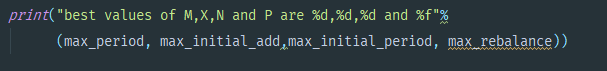 print("best values of M,X,N and P are %d,%d,%d and %f"%
(max_period, max_initial_add,max_initial_period, max_rebalance))